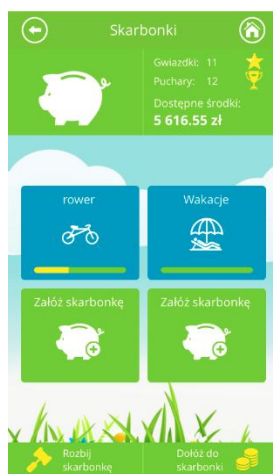 Skarbonki
Gwiazdki: 11
Puchary: 12
Dostępne środki:
5 616.55 zł
rower
Wakacje
Załóż skarbonkę
Załóż skarbonkę
Rozbij
skarbonkę
Dołóż do
skarbonki